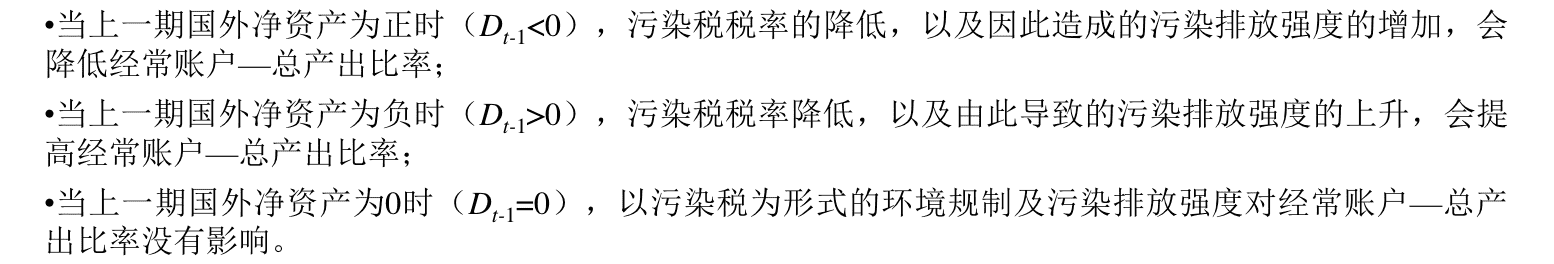 •当上一期国外净资产为正时（Dt-1<0），污染税税率的降低，以及因此造成的污染排放强度的增加，会
降低经常账户—总产出比率；
•当上一期国外净资产为负时（Dt-1>0），污染税税率降低，以及由此导致的污染排放强度的上升，会提
高经常账户—总产出比率；
•当上一期国外净资产为0时（Dt-1=0），以污染税为形式的环境规制及污染排放强度对经常账户—总产
出比率没有影响。